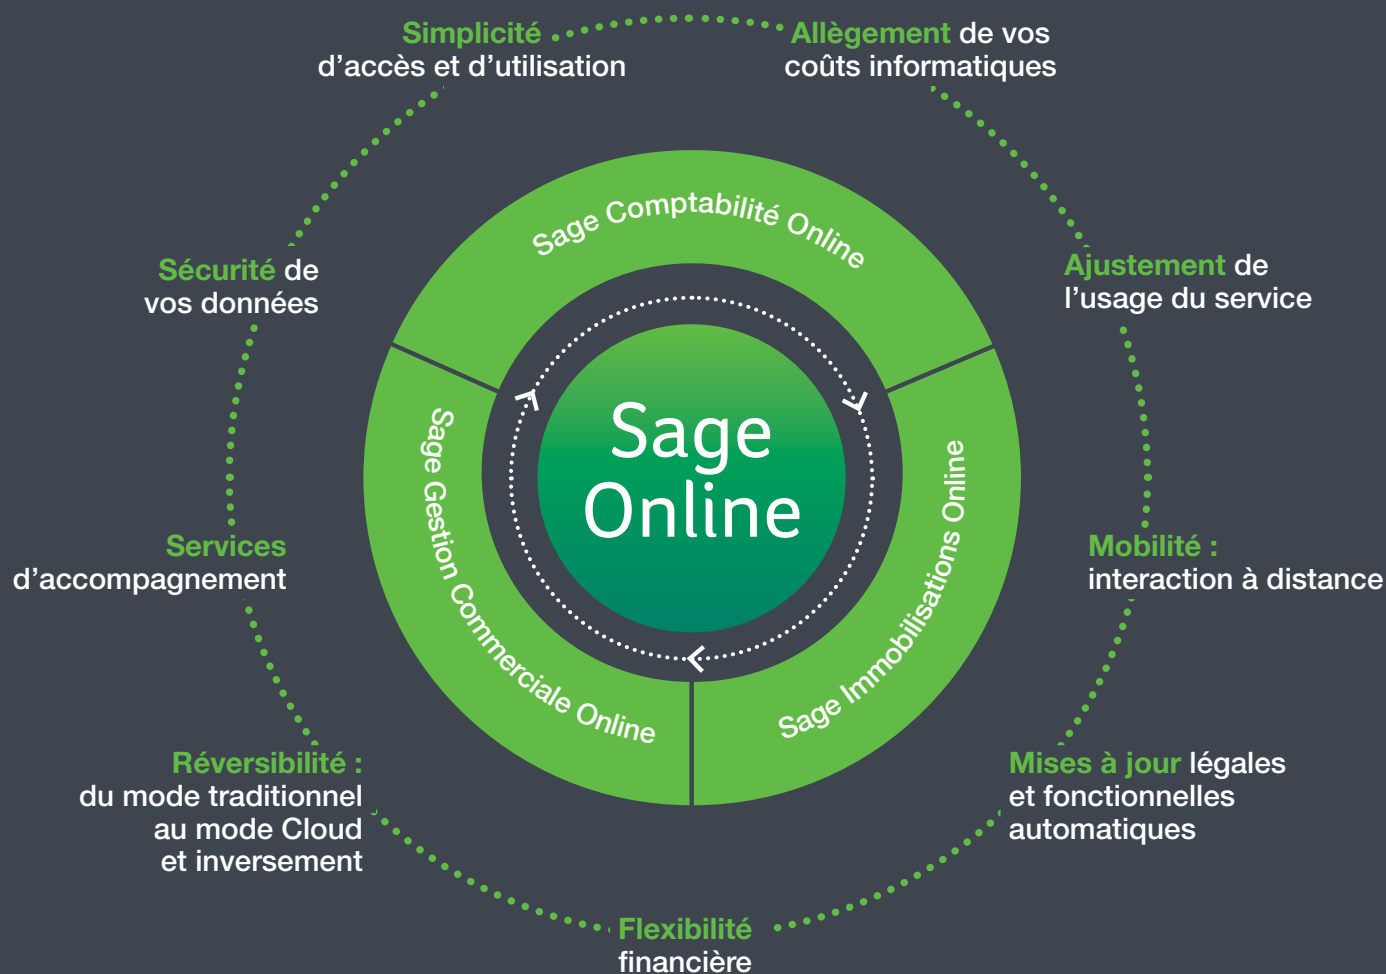 Simplicité
d'accès et d'utilisation
Allègement de vos
coûts informatiques
Sage Comptabilité Online
Sécurité de
vos données
Ajustement de
l'usage du service
Sage
Online
Sage Gestion Commerciale Online
Sage Immobilisations Online
Services
d'accompagnement
Mobilité :
interaction à distance
Réversibilité :
du mode traditionnel
au mode Cloud
et inversement
Mises à jour légales
et fonctionnelles
automatiques
Flexibilité
financière